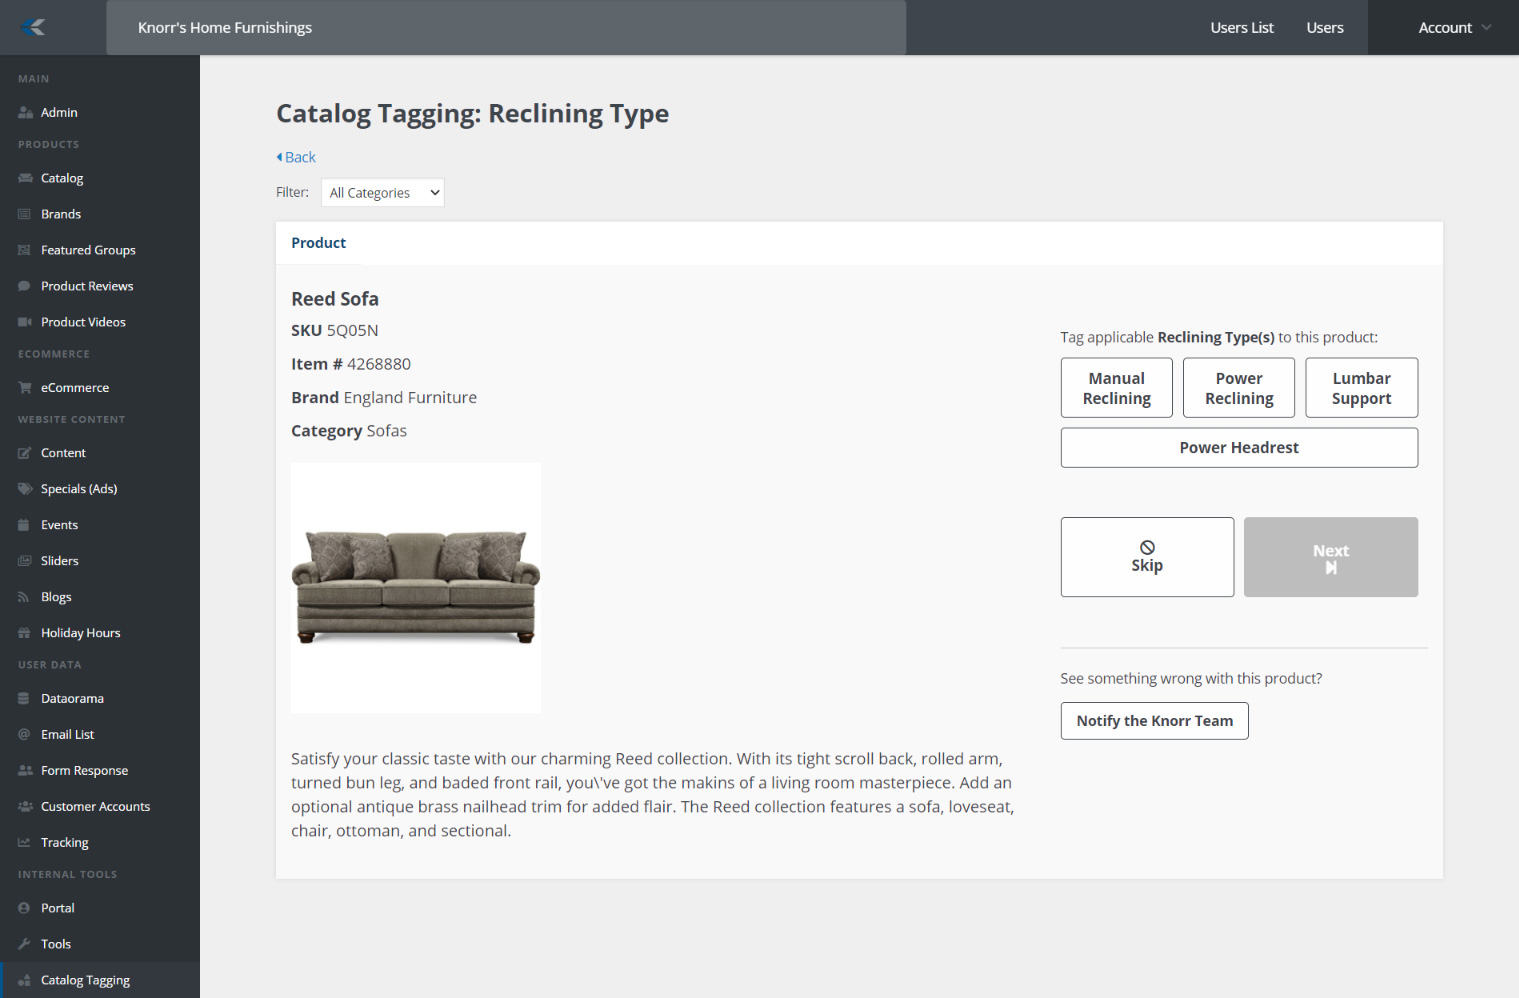 Knorr's Home Furnishings
Users List
Users
Account
MAIN
Admin
PRODUCTS
Catalog
Brands
Featured Groups
Product Reviews
Product Videos
ECOMMERCE
eCommerce
WEBSITE CONTENT
Content
Specials (Ads)
Events
Sliders
Blogs
Holiday Hours
USER DATA
Dataorama
Email List
Form Response
Customer Accounts
Tracking
INTERNAL TOOLS
Portal
Tools
Catalog Tagging
Catalog Tagging: Reclining Type
Back
Filter: All Categories
Product
Reed Sofa
SKU 5Q05N
Item # 4268880
Brand England Furniture
Category Sofas
Satisfy your classic taste with our charming Reed collection. With its tight scroll back, rolled arm,
turned bun leg, and baded front rail, you\'ve got the makins of a living room masterpiece. Add an
optional antique brass nailhead trim for added flair. The Reed collection features a sofa, loveseat,
chair, ottoman, and sectional.
Tag applicable Reclining Type(s) to this product:
Manual
Reclining
Power
Reclining
Lumbar
Support
Power Headrest
Skip
Next
See something wrong with this product?
Notify the Knorr Team